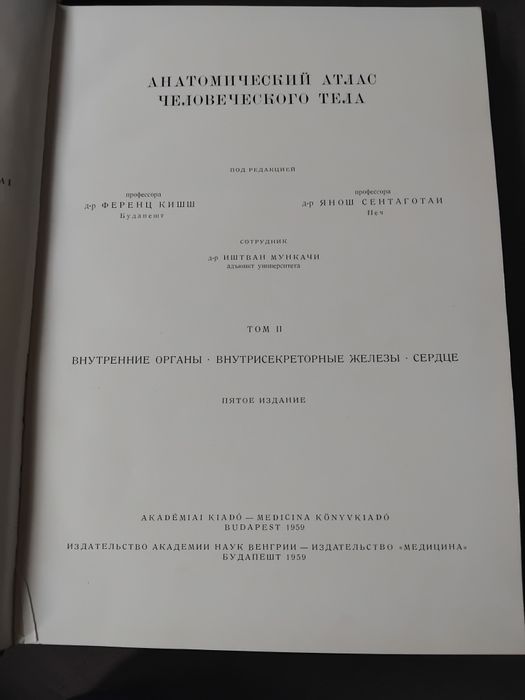 АНАТОМИЧЕСКИЙ АТЛАС
ЧЕЛОВЕЧЕСКОГО ТЕЛА
ПОД РЕДАКЦИЕЙ
профессора
д-р ФЕРЕНЦ КИШШ
Будапешт
профессора
д-р ЯНОШ СЕНТАГОТАИ
Печ
СОТРУДНИК
д-р ИШТВАН МУНКАЧИ
адъюнкт университета
ТОМ II
ВНУТРЕННИЕ ОРГАНЫ · ВНУТРИСЕКРЕТОРНЫЕ ЖЕЛЕЗЫ · СЕРДЦЕ
ПЯТОЕ ИЗДАНИЕ
AKADÉMIAI KIADÓ — MEDICINA KÖNYVKIADÓ
BUDAPEST 1959
ИЗДАТЕЛЬСТВО АКАДЕМИИ НАУК ВЕНГРИИ — ИЗДАТЕЛЬСТВО «МЕДИЦИНА»
БУДАПЕШТ 1959